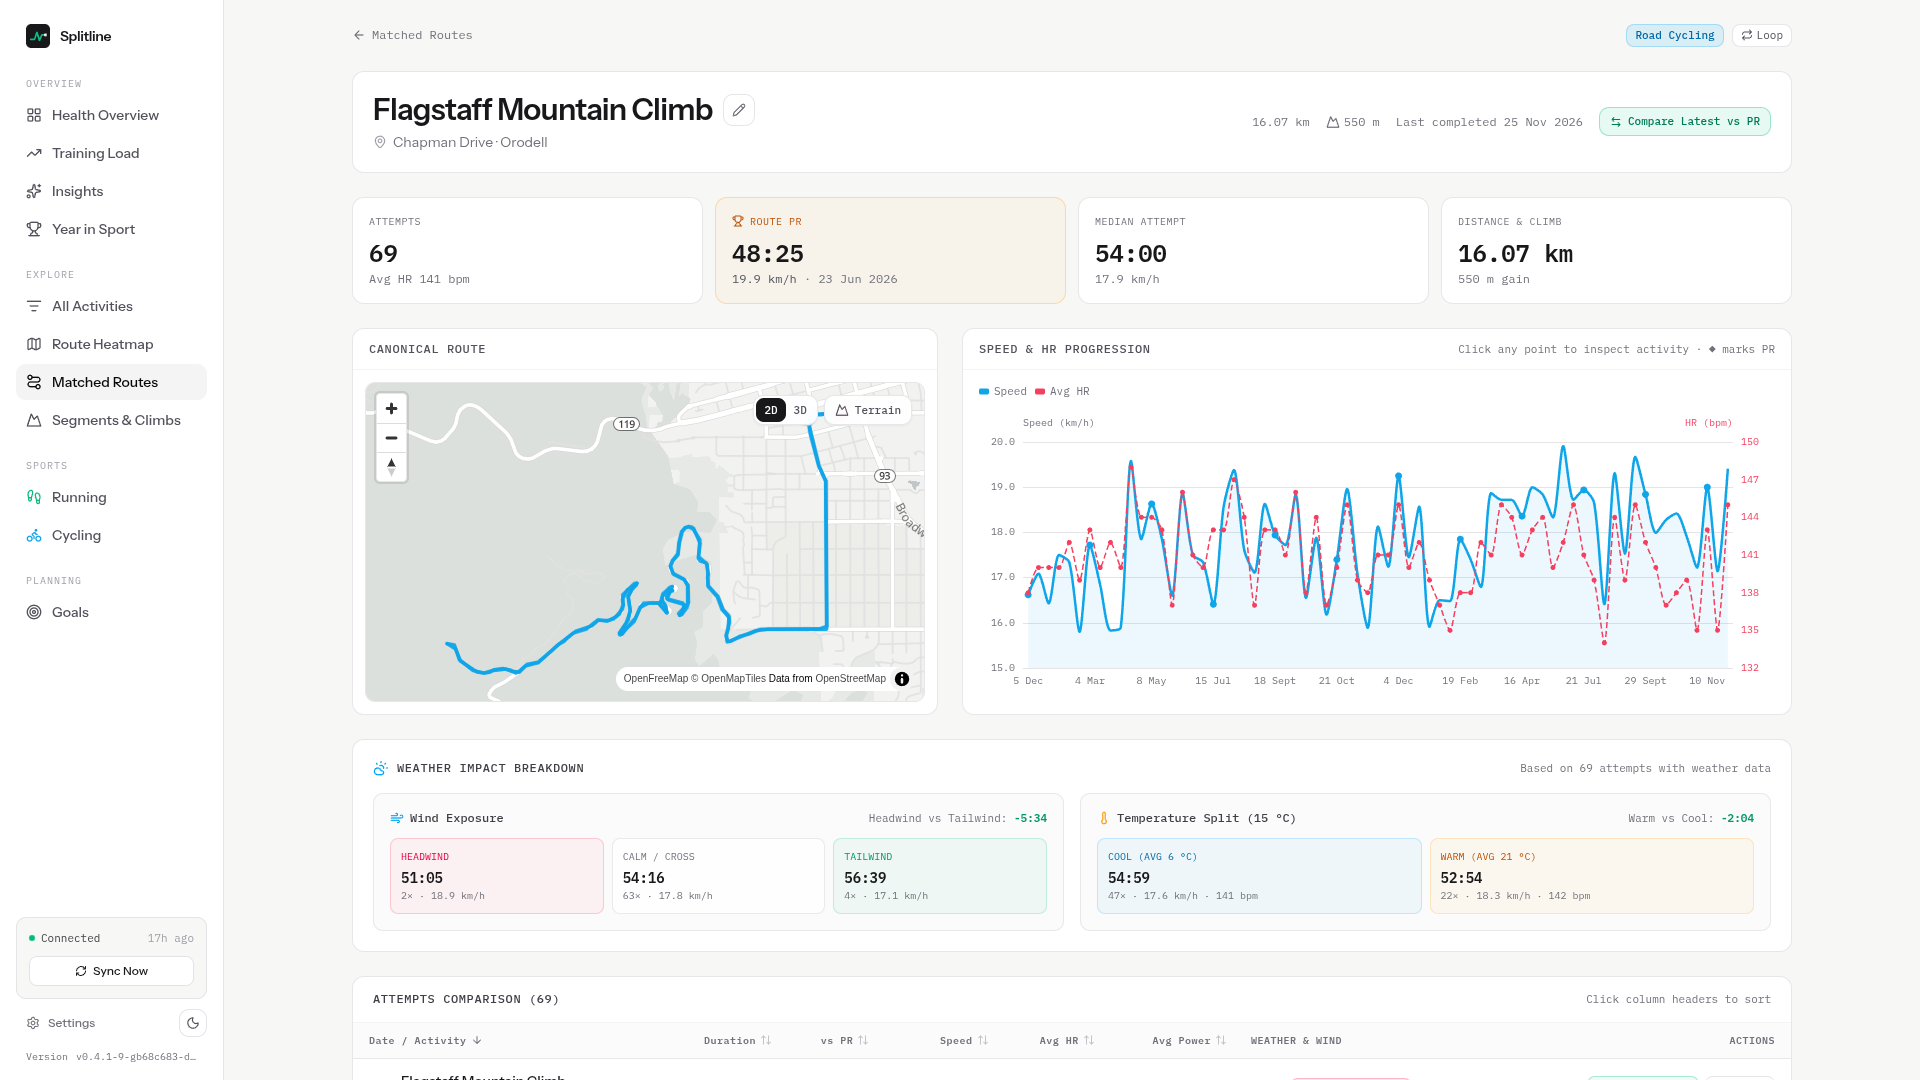 Splitline
OVERVIEW
Health Overview
Training Load
Insights
Year in Sport
EXPLORE
All Activities
Route Heatmap
Matched Routes
Segments & Climbs
SPORTS
Running
Cycling
PLANNING
Goals
Connected 17h ago
Sync Now
Settings
Version v0.4.1-9-gb68c683-d…
Matched Routes
Road Cycling Loop
Flagstaff Mountain Climb
Chapman Drive · Orodell
16.07 km 550 m Last completed 25 Nov 2026 Compare Latest vs PR
ATTEMPTS
69
Avg HR 141 bpm
ROUTE PR
48:25
19.9 km/h · 23 Jun 2026
MEDIAN ATTEMPT
54:00
17.9 km/h
DISTANCE & CLIMB
16.07 km
550 m gain
CANONICAL ROUTE
2D 3D Terrain
119
93
Broadw
OpenFreeMap © OpenMapTiles Data from OpenStreetMap
SPEED & HR PROGRESSION
Click any point to inspect activity · ◆ marks PR
Speed Avg HR
Speed (km/h) HR (bpm)
20.0 150
19.0 147
18.0 144
17.0 141
16.0 138
15.0 135
132
5 Dec 4 Mar 8 May 15 Jul 18 Sept 21 Oct 4 Dec 19 Feb 16 Apr 21 Jul 29 Sept 10 Nov
WEATHER IMPACT BREAKDOWN
Based on 69 attempts with weather data
Wind Exposure
Headwind vs Tailwind: -5:34
HEADWIND
51:05
2× · 18.9 km/h
CALM / CROSS
54:16
63× · 17.8 km/h
TAILWIND
56:39
4× · 17.1 km/h
Temperature Split (15 °C)
Warm vs Cool: -2:04
COOL (AVG 6 °C)
54:59
47× · 17.6 km/h · 141 bpm
WARM (AVG 21 °C)
52:54
22× · 18.3 km/h · 142 bpm
ATTEMPTS COMPARISON (69)
Click column headers to sort
Date / Activity ↓ Duration ↑↓ vs PR ↑↓ Speed ↑↓ Avg HR ↑↓ Avg Power ↑↓ WEATHER & WIND ACTIONS
Flagstaff Mountain Climb